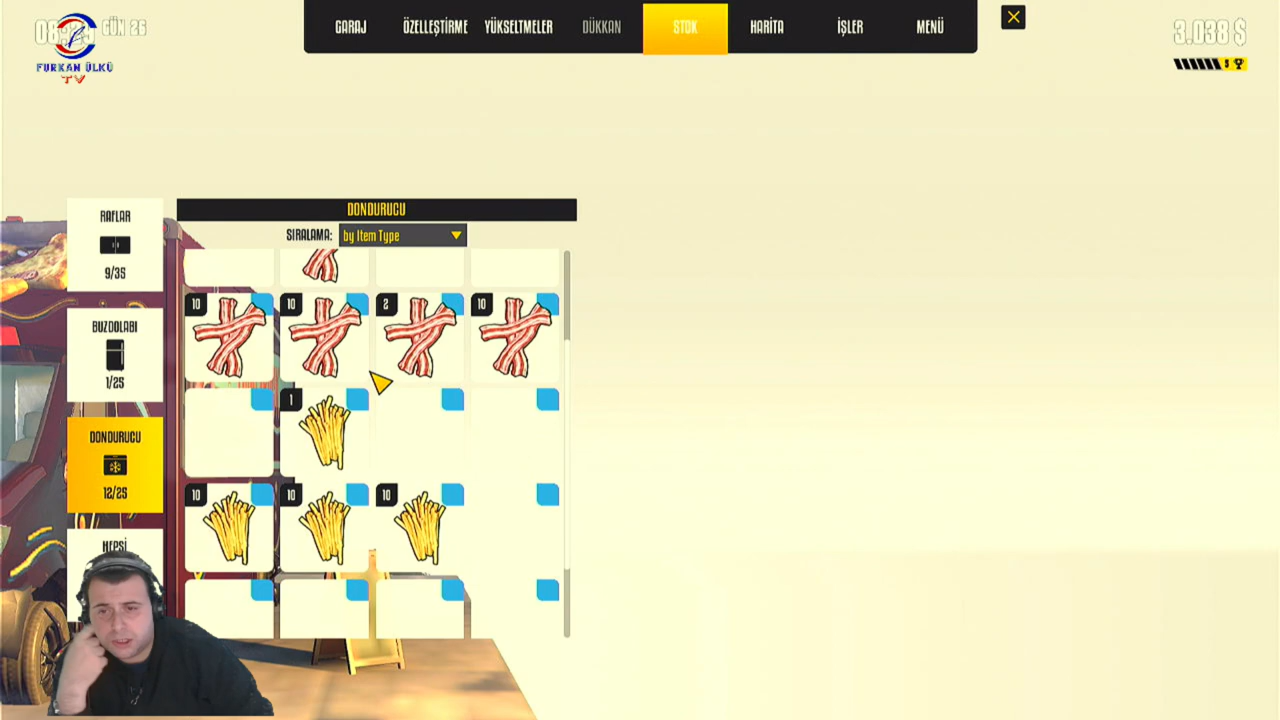 GÜN 26
FURKAN ÜLKÜ
TV
GARAJ
ÖZELLEŞTİRME
YÜKSELTMELER
DÜKKAN
STOK
HARİTA
İŞLER
MENÜ
3.038 $
5
RAFLAR
9/35
BUZDOLABI
1/25
DONDURUCU
12/25
HEPSİ
DONDURUCU
SIRALAMA: by Item Type
10 10 2 10
1
10 10 10